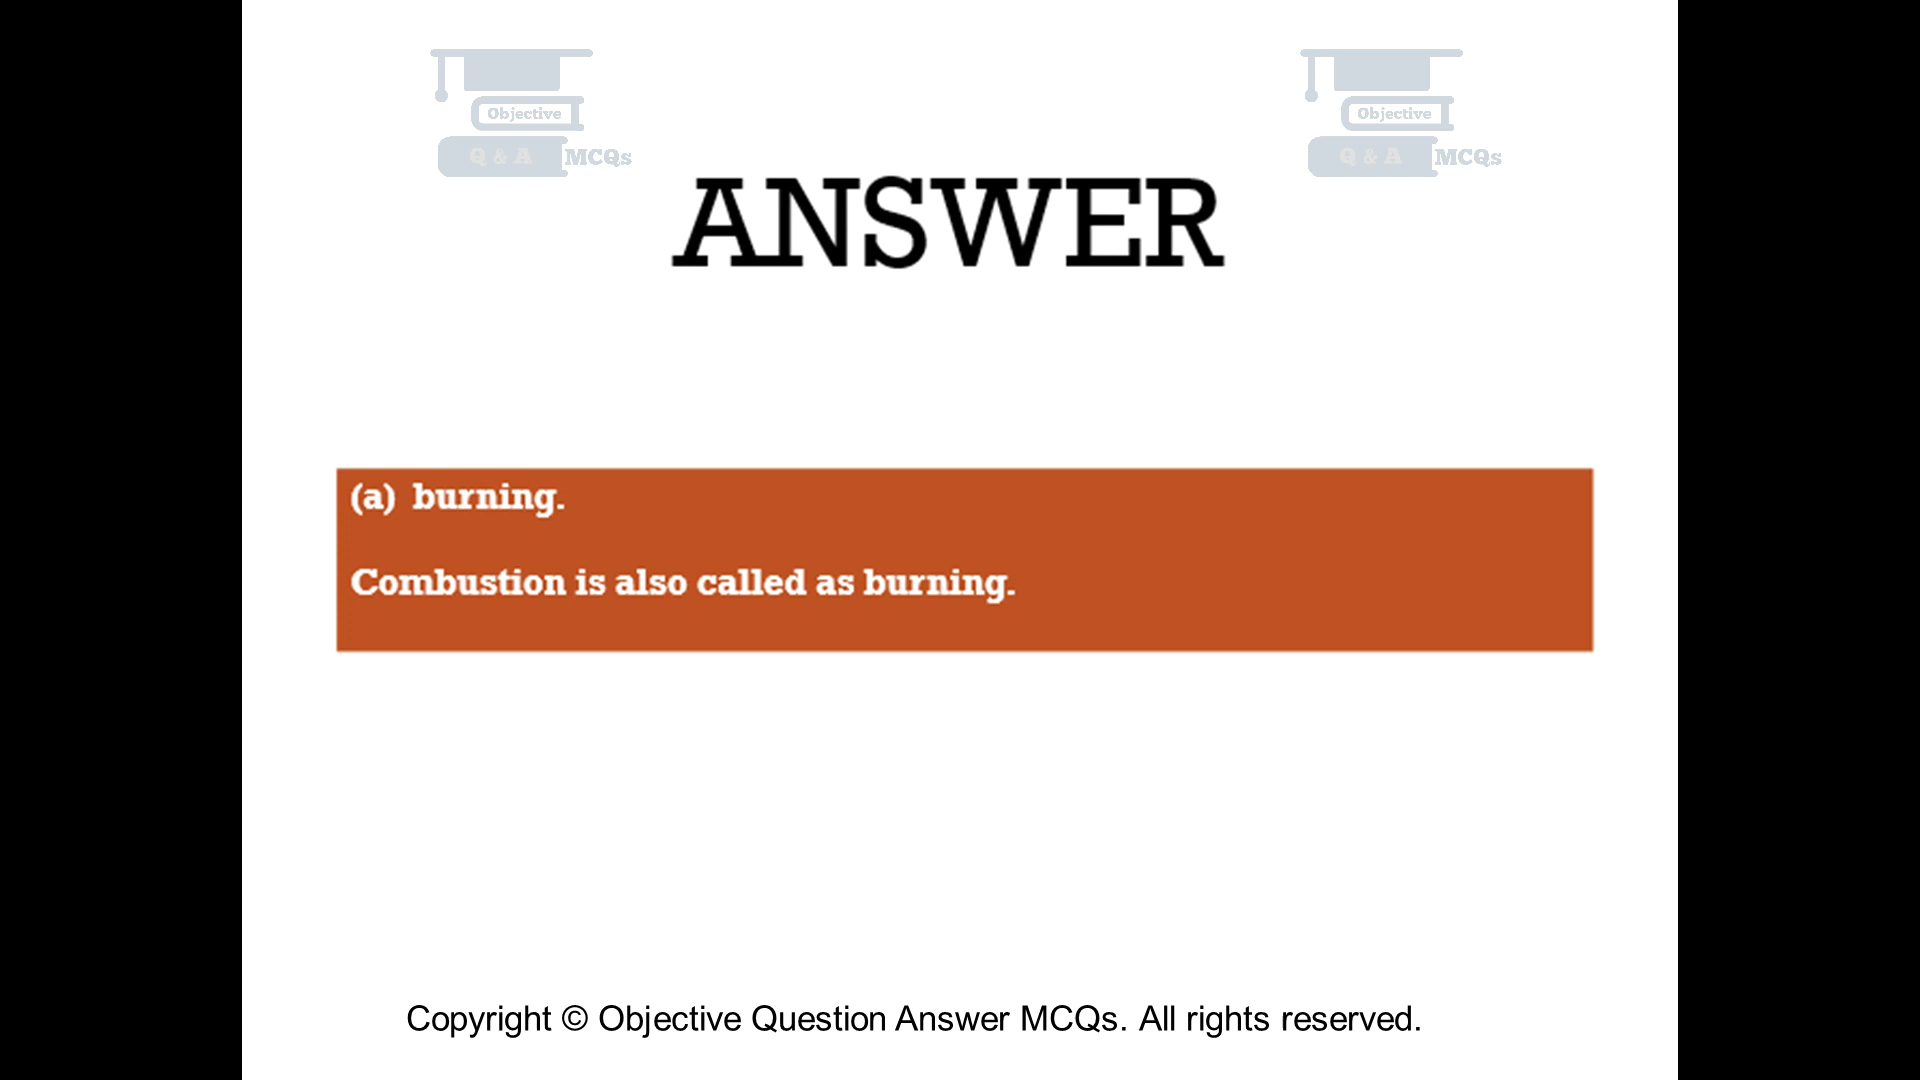 Objective
Q & A MCQs
Objective
Q & A MCQs
ANSWER
(a) burning.
Combustion is also called as burning.
Copyright © Objective Question Answer MCQs. All rights reserved.